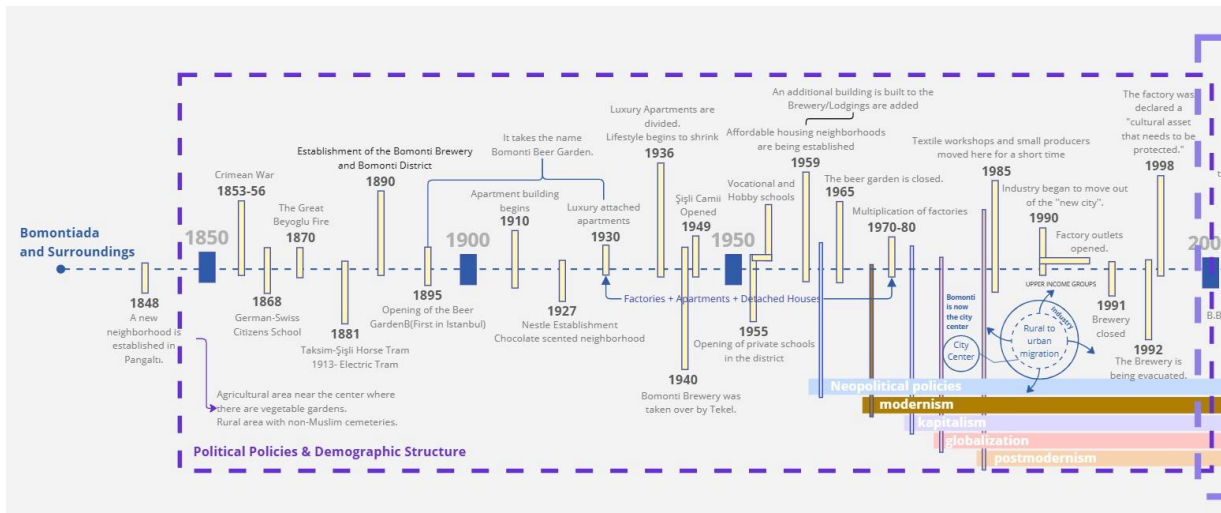 Bomontiada
and Surroundings
1848
A new
neighborhood is
established in
Pangaltı.
1850
Crimean War
1853-56
1868
German-Swiss
Citizens School
The Great
Beyoglu Fire
1870
1881
Taksim-Şişli Horse Tram
1913- Electric Tram
Establishment of the Bomonti Brewery
and Bomonti District
1890
1895
Opening of the Beer
GardenB(First in Istanbul)
It takes the name
Bomonti Beer Garden.
1900
Apartment building
begins
1910
1927
Nestle Establishment
Chocolate scented neighborhood
Luxury attached
apartments
1930
Factories + Apartments + Detached Houses
Luxury Apartments are
divided.
Lifestyle begins to shrink
1936
1940
Bomonti Brewery was
taken over by Tekel.
Şişli Camii
Opened
1949
1950
Vocational and
Hobby schools
1955
Opening of private schools
in the district
An additional building is built to the
Brewery/Lodgings are added
Affordable housing neighborhoods
are being established
1959
The beer garden is closed.
1965
Multiplication of factories
1970-80
Textile workshops and small producers
moved here for a short time
1985
Industry began to move out
of the "new city".
1990
Factory outlets
opened.
UPPER INCOME GROUPS
Bomonti
is now
the city
center
City
Center
Industry
Rural to
urban
migration
1991
Brewery
closed
1992
The Brewery is
being evacuated.
The factory was
declared a
"cultural asset
that needs to be
protected."
1998
200
B.B
t
Agricultural area near the center where
there are vegetable gardens.
Rural area with non-Muslim cemeteries.
Political Policies & Demographic Structure
Neopolitical policies
modernism
kapitalism
globalization
postmodernism